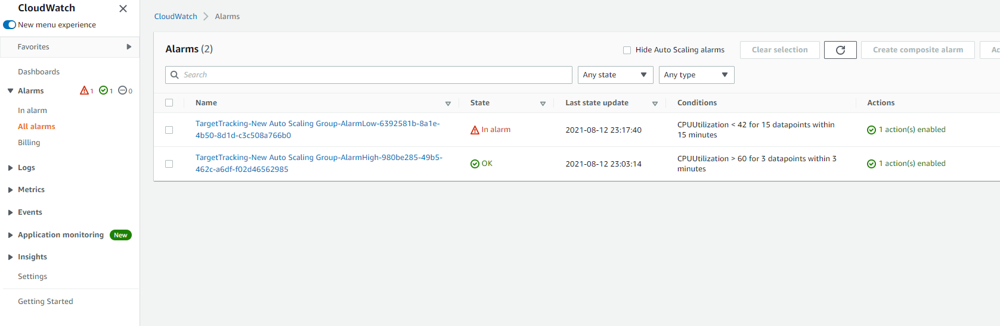 CloudWatch
New menu experience
Favorites
Dashboards
Alarms 1 1 0
In alarm
All alarms
Billing
Logs
Metrics
Events
Application monitoring New
Insights
Settings
Getting Started
CloudWatch Alarms
Alarms (2)
Hide Auto Scaling alarms
Clear selection
Create composite alarm
Ac
Search
Any state
Any type
Name State Last state update Conditions Actions
TargetTracking-New Auto Scaling Group-AlarmLow-6392581b-8a1e-
4b50-8d1d-c3c508a766b0
In alarm
2021-08-12 23:17:40
CPUUtilization < 42 for 15 datapoints within
15 minutes
1 action(s) enabled
TargetTracking-New Auto Scaling Group-AlarmHigh-980be285-49b5-
462c-a6df-f02d46562985
OK
2021-08-12 23:03:14
CPUUtilization > 60 for 3 datapoints within 3
minutes
1 action(s) enabled